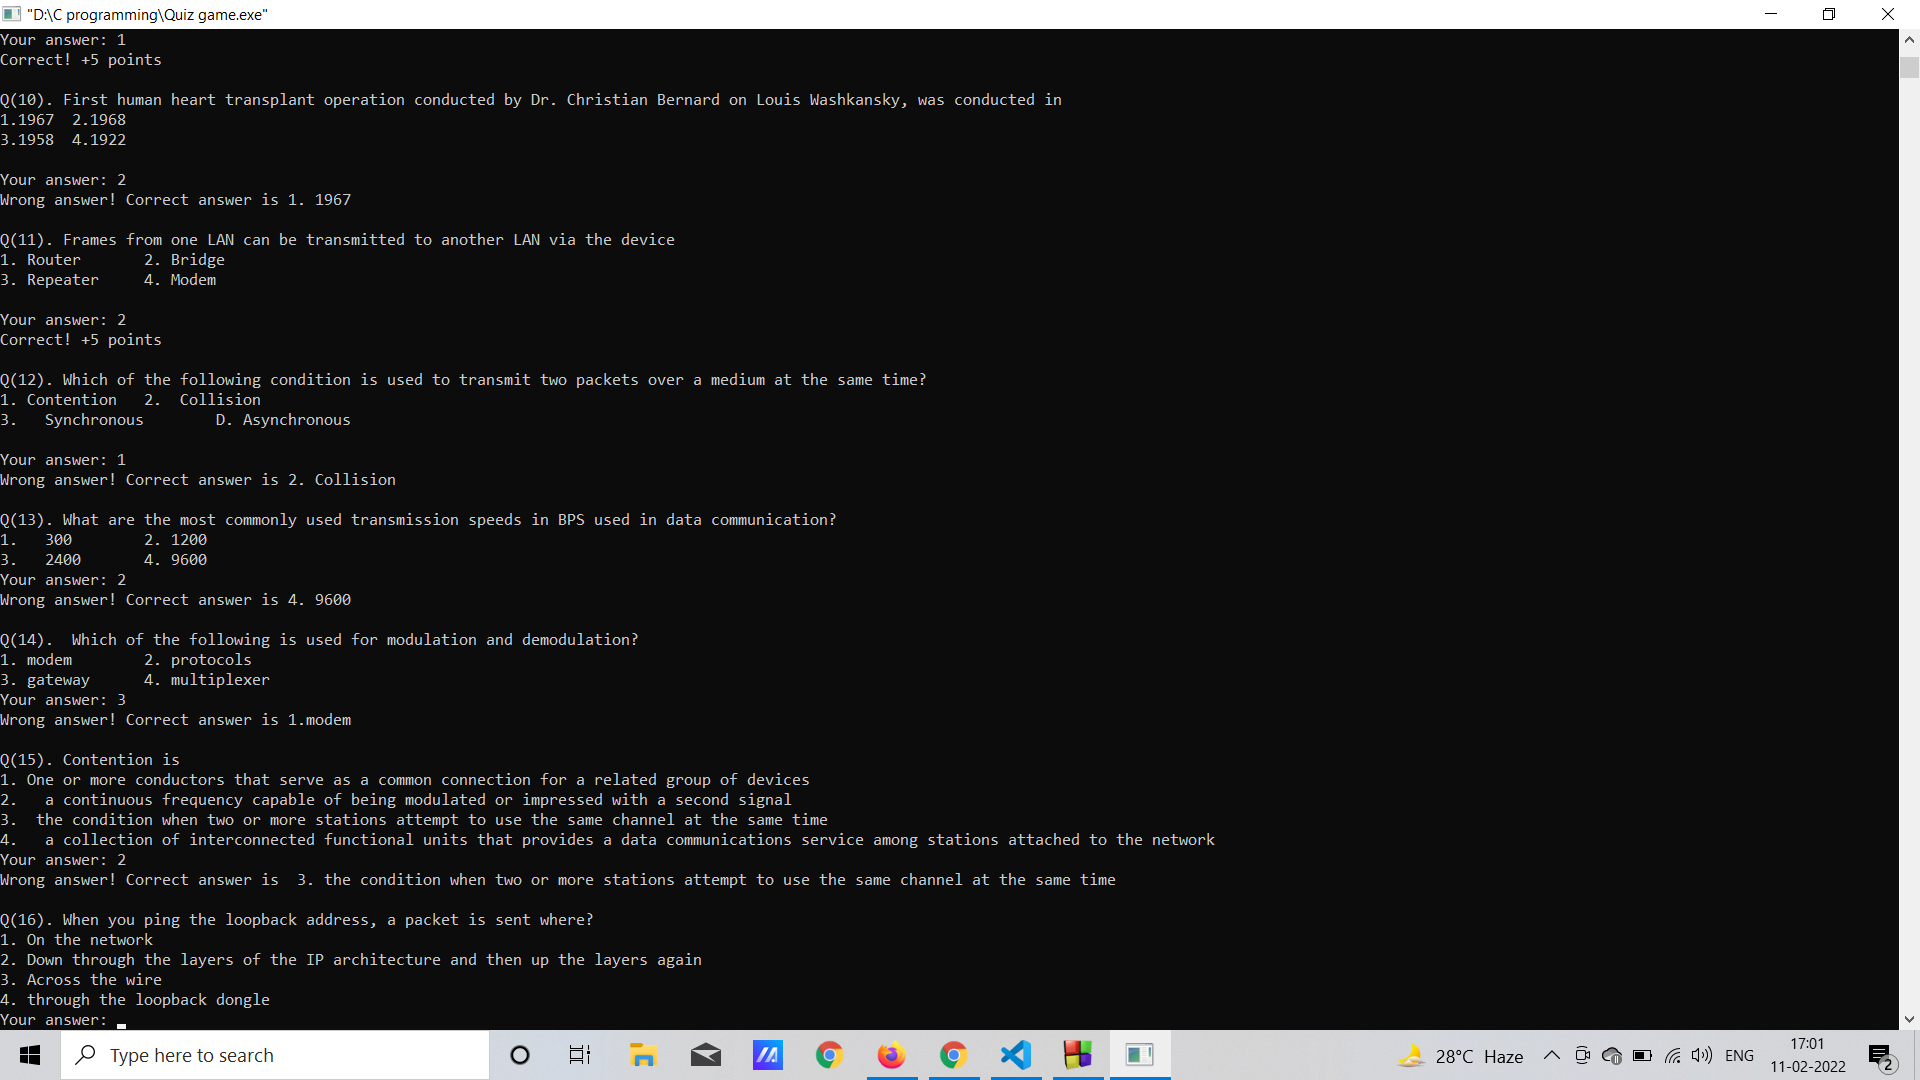 "D:\C programming\Quiz game.exe"
Your answer: 1
Correct! +5 points
Q(10). First human heart transplant operation conducted by Dr. Christian Bernard on Louis Washkansky, was conducted in
1.1967  2.1968
3.1958  4.1922
Your answer: 2
Wrong answer! Correct answer is 1. 1967
Q(11). Frames from one LAN can be transmitted to another LAN via the device
1. Router       2. Bridge
3. Repeater     4. Modem
Your answer: 2
Correct! +5 points
Q(12). Which of the following condition is used to transmit two packets over a medium at the same time?
1. Contention   2.  Collision
3.   Synchronous        D. Asynchronous
Your answer: 1
Wrong answer! Correct answer is 2. Collision
Q(13). What are the most commonly used transmission speeds in BPS used in data communication?
1.   300        2. 1200
3.   2400       4. 9600
Your answer: 2
Wrong answer! Correct answer is 4. 9600
Q(14).  Which of the following is used for modulation and demodulation?
1. modem        2. protocols
3. gateway      4. multiplexer
Your answer: 3
Wrong answer! Correct answer is 1.modem
Q(15). Contention is
1. One or more conductors that serve as a common connection for a related group of devices
2.   a continuous frequency capable of being modulated or impressed with a second signal
3.  the condition when two or more stations attempt to use the same channel at the same time
4.   a collection of interconnected functional units that provides a data communications service among stations attached to the network
Your answer: 2
Wrong answer! Correct answer is  3. the condition when two or more stations attempt to use the same channel at the same time
Q(16). When you ping the loopback address, a packet is sent where?
1. On the network
2. Down through the layers of the IP architecture and then up the layers again
3. Across the wire
4. through the loopback dongle
Your answer:
Type here to search
28°C Haze
ENG
17:01
11-02-2022
2